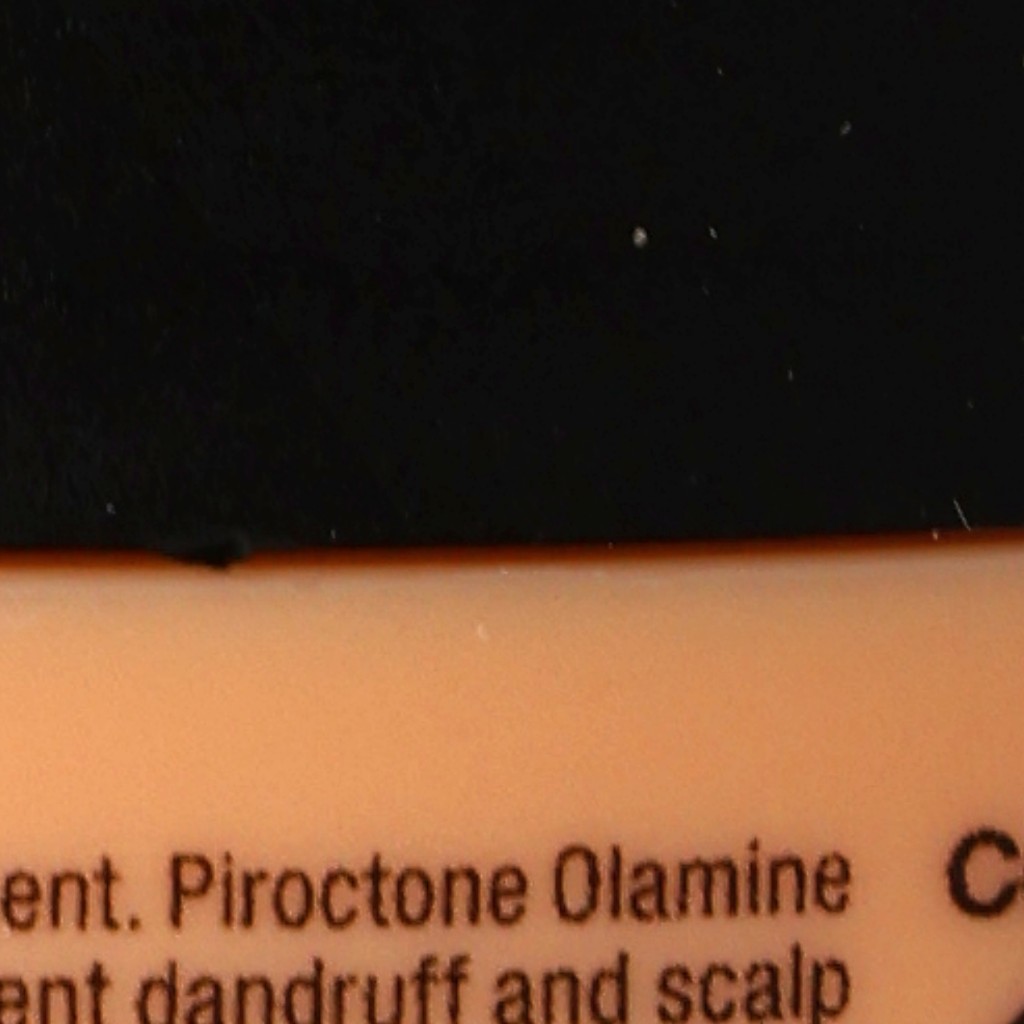 ent. Piroctone Olamine
ent dandruff and scalp